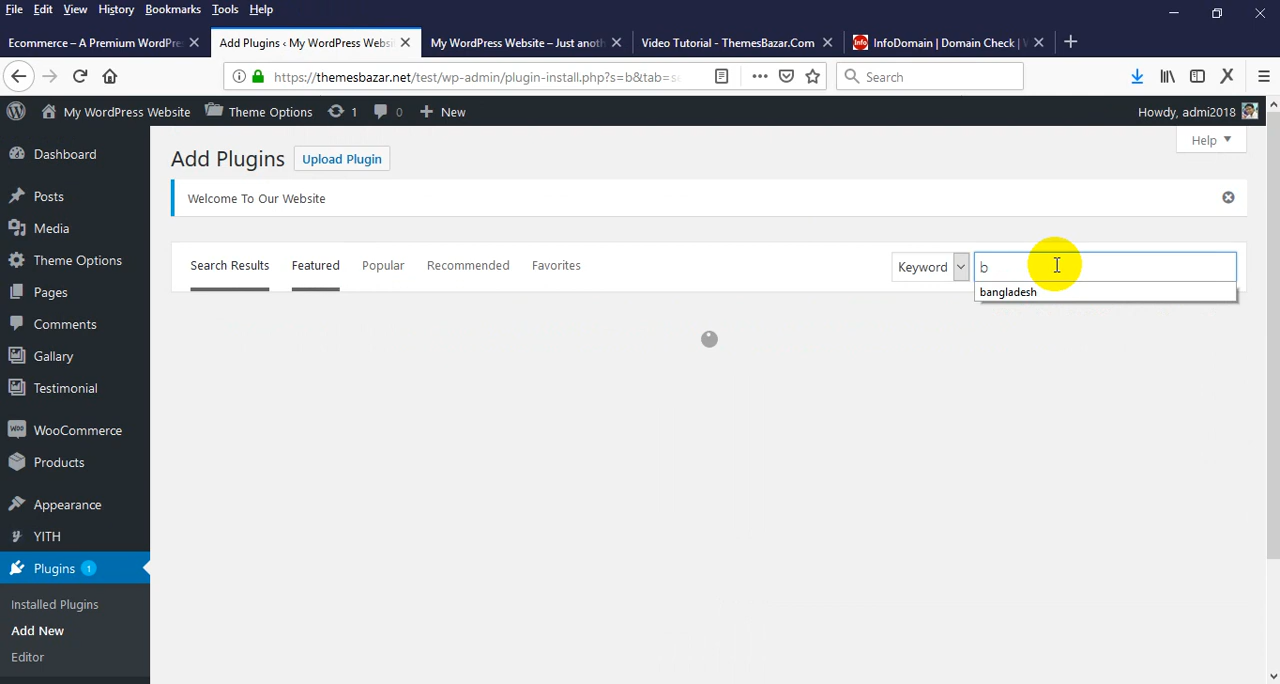 File Edit View History Bookmarks Tools Help
Ecommerce – A Premium WordPre
Add Plugins ‹ My WordPress Websi
My WordPress Website – Just anoth
Video Tutorial - ThemesBazar.Com
Info InfoDomain | Domain Check | W
https://themesbazar.net/test/wp-admin/plugin-install.php?s=b&tab=se
Search
My WordPress Website Theme Options 1 0 New
Howdy, admi2018
Dashboard
Posts
Media
Theme Options
Pages
Comments
Gallary
Testimonial
WooCommerce
Products
Appearance
YITH
Plugins 1
Installed Plugins
Add New
Editor
Help
Add Plugins Upload Plugin
Welcome To Our Website
Search Results Featured Popular Recommended Favorites
Keyword b
bangladesh